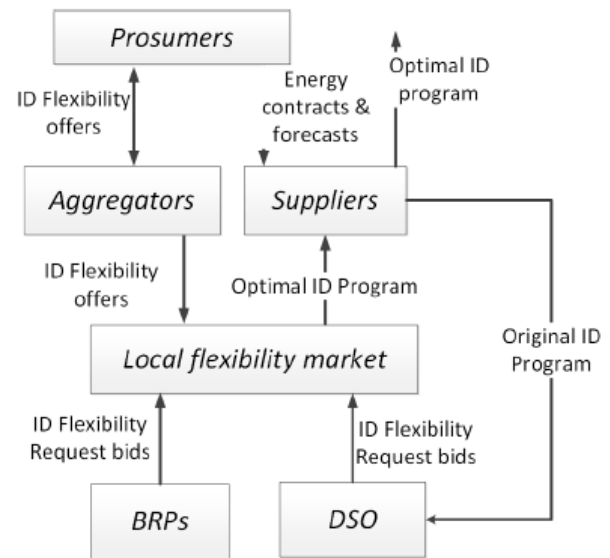 Prosumers
ID Flexibility
offers
Energy
contracts &
forecasts
Optimal ID
program
Aggregators
Suppliers
ID Flexibility
offers
Optimal ID Program
Original ID
Program
Local flexibility market
ID Flexibility
Request bids
ID Flexibility
Request bids
BRPs
DSO